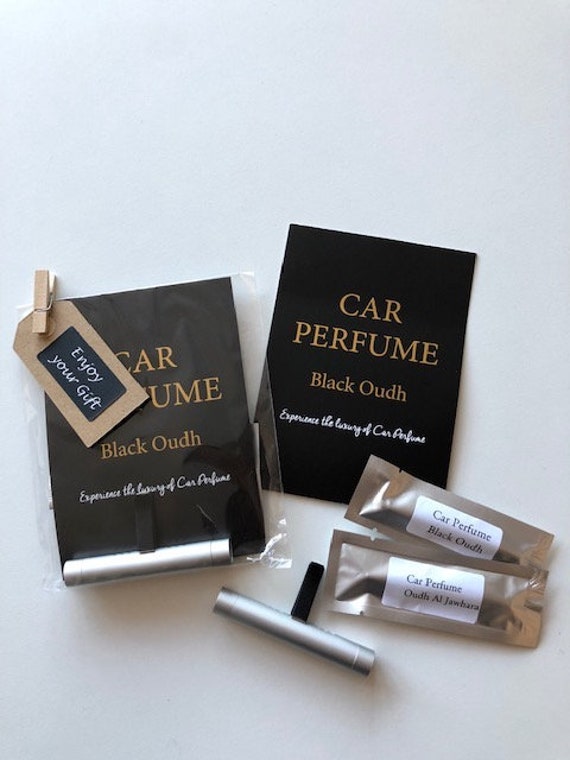 Enjoy
your Gift
CAR
PERFUME
Black Oudh
Experience the luxury of Car Perfume
CAR
PERFUME
Black Oudh
Experience the luxury of Car Perfume
Car Perfume
Black Oudh
Car Perfume
Oudh Al Jawhara